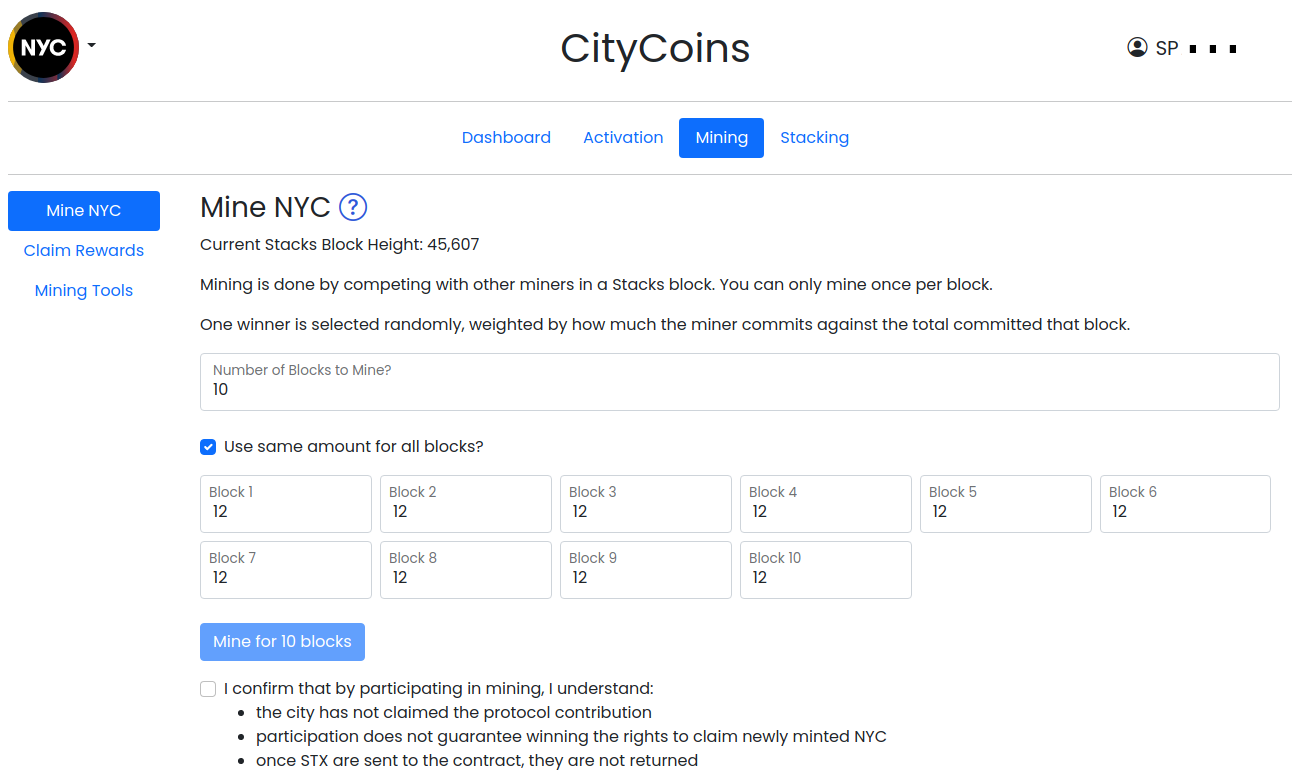 NYC
CityCoins
SP
Dashboard Activation Mining Stacking
Mine NYC
Claim Rewards
Mining Tools
Mine NYC ?
Current Stacks Block Height: 45,607
Mining is done by competing with other miners in a Stacks block. You can only mine once per block.
One winner is selected randomly, weighted by how much the miner commits against the total committed that block.
Number of Blocks to Mine?
10
Use same amount for all blocks?
Block 1 Block 2 Block 3 Block 4 Block 5 Block 6
12 12 12 12 12 12
Block 7 Block 8 Block 9 Block 10
12 12 12 12
Mine for 10 blocks
I confirm that by participating in mining, I understand:
• the city has not claimed the protocol contribution
• participation does not guarantee winning the rights to claim newly minted NYC
• once STX are sent to the contract, they are not returned